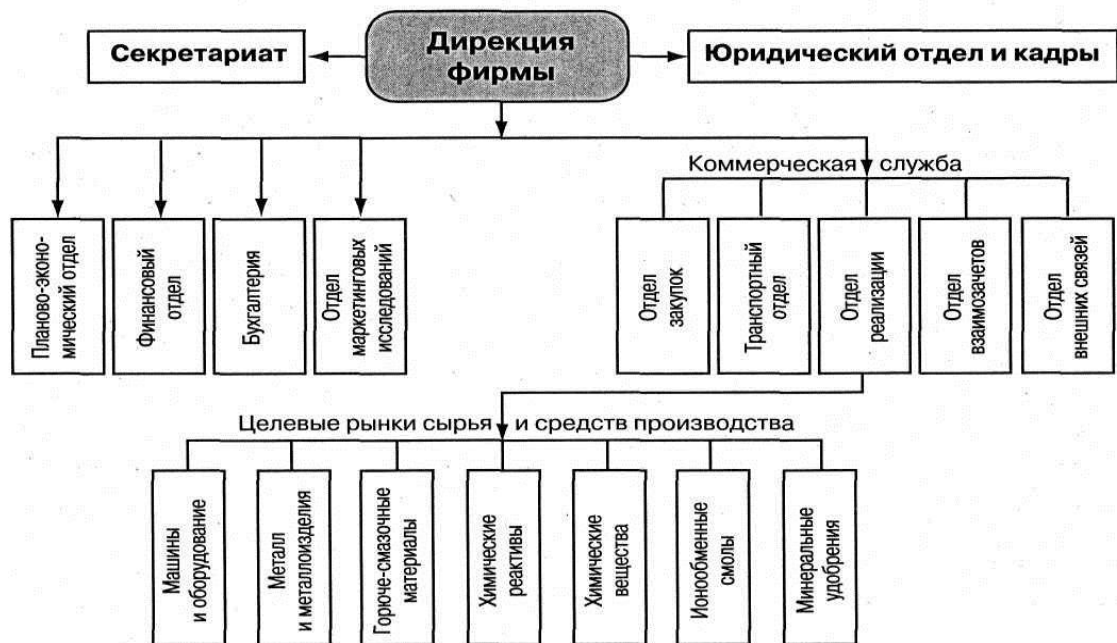 Секретариат
Дирекция
фирмы
Юридический отдел и кадры
Коммерческая служба
Планово-эконо-
мический отдел
Финансовый
отдел
Бухгалтерия
Отдел
маркетинговых
исследований
Отдел
закупок
Транспортный
отдел
Отдел
реализации
Отдел
взаимозачетов
Отдел
внешних связей
Целевые рынки сырья и средств производства
Машины
и оборудование
Металл
и металлоизделия
Горюче-смазочные
материалы
Химические
реактивы
Химические
вещества
Ионообменные
смолы
Минеральные
удобрения